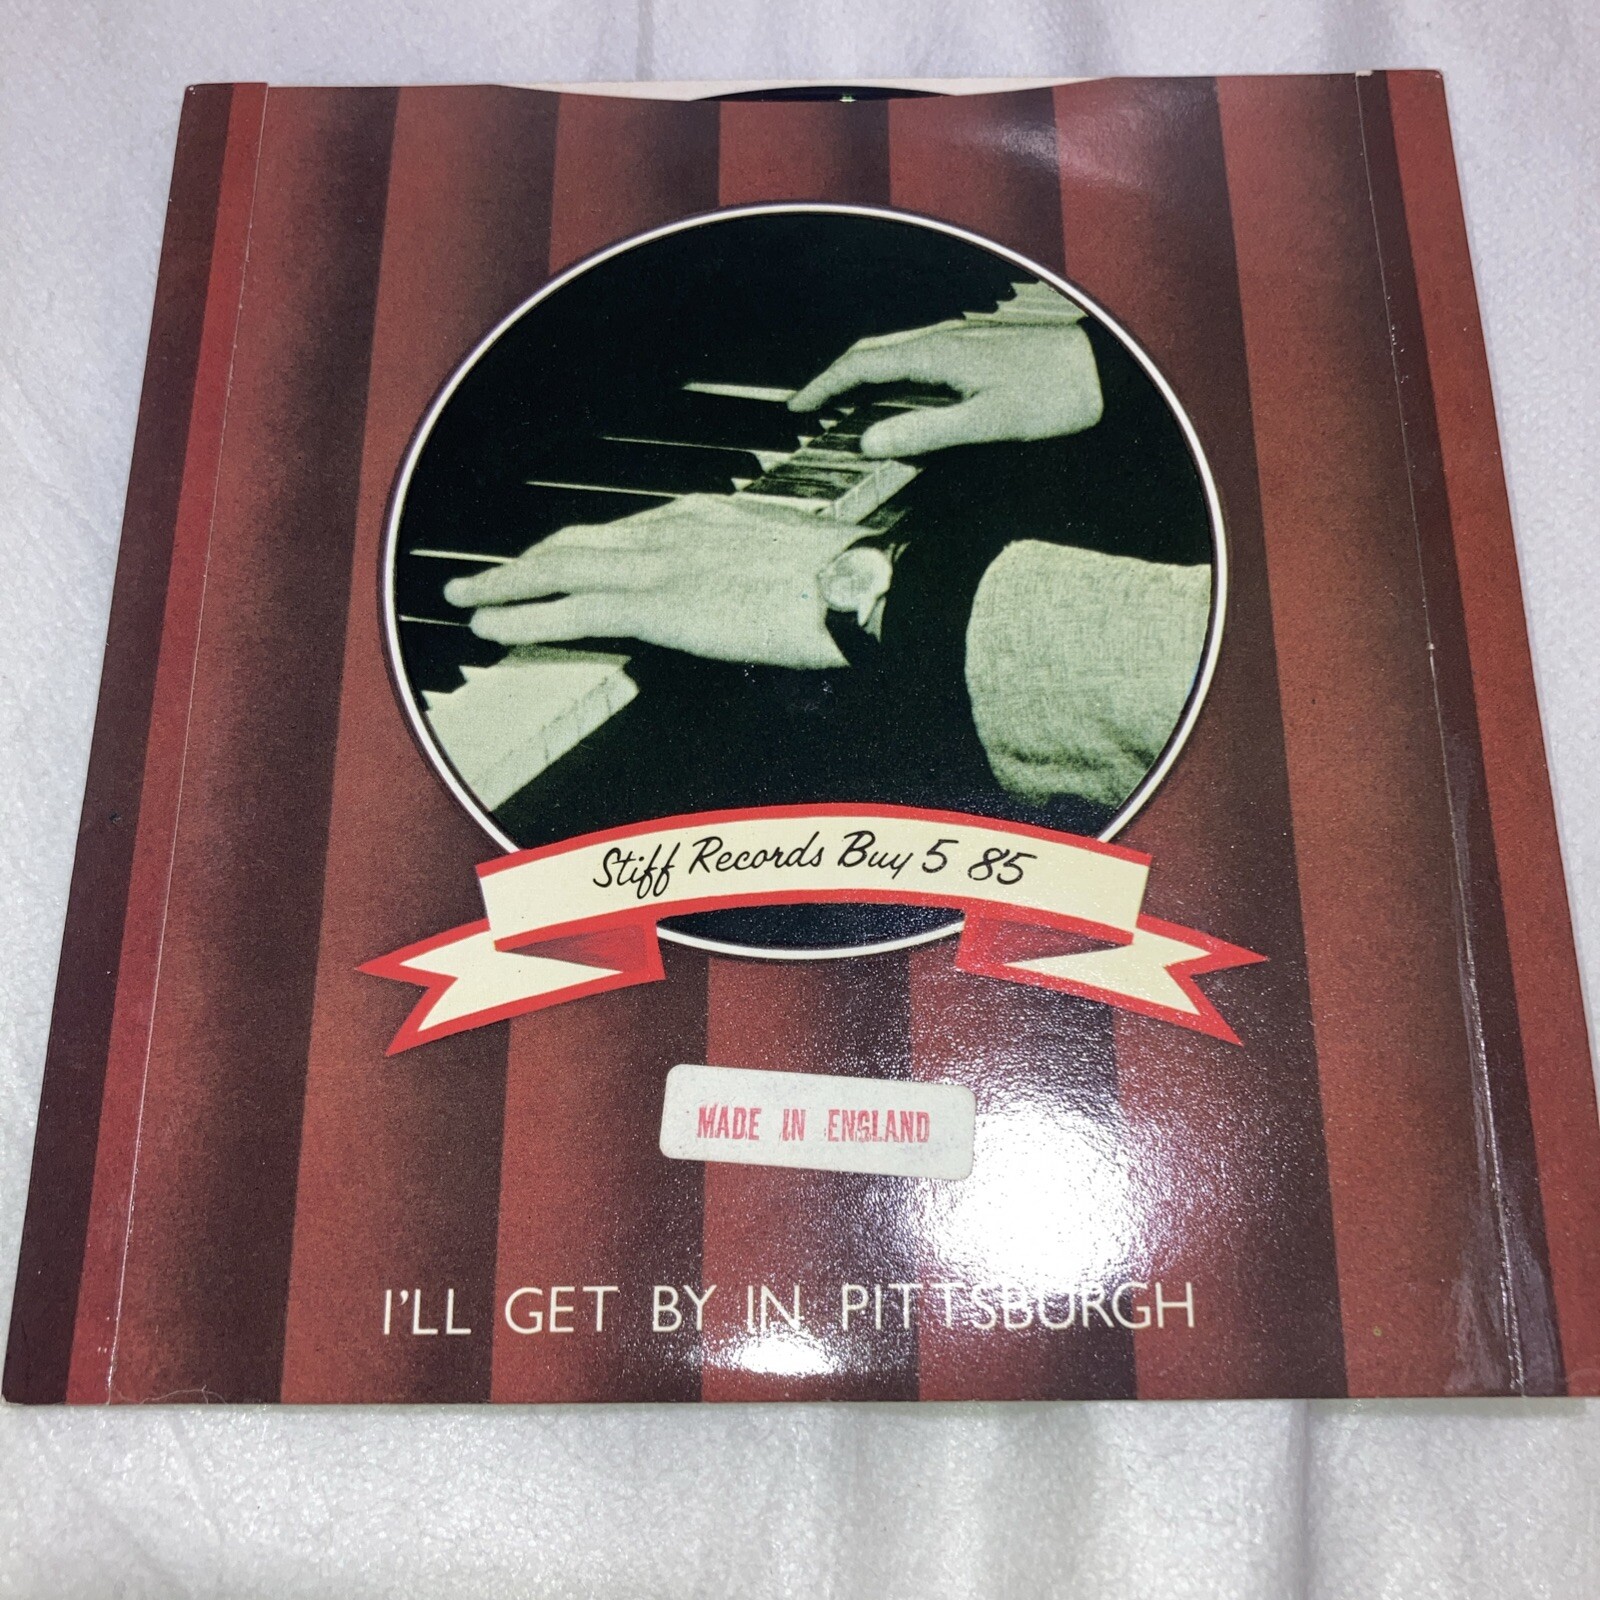 Stiff Records Buy 5 85
MADE IN ENGLAND
I'LL GET BY IN PITTSBURGH